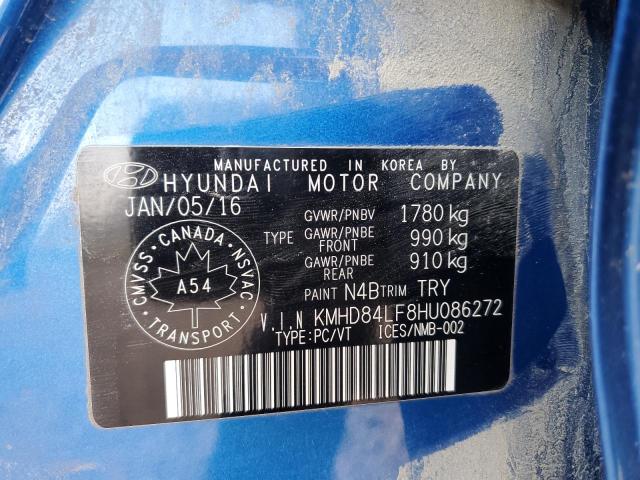 MANUFACTURED IN KOREA BY
HYUNDAI MOTOR COMPANY
JAN/05/16
GVWR/PNBV 1780 kg
TYPE GAWR/PNBE FRONT 990 kg
GAWR/PNBE REAR 910 kg
PAINT N4B TRIM TRY
CMVSS · CANADA · NSVAC
A54
TRANSPORT
V.I.N KMHD84LF8HU086272
TYPE:PC/VT ICES/NMB-002